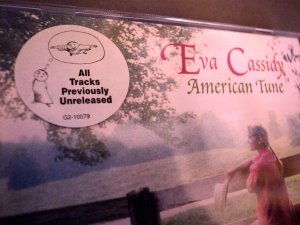 All
Tracks
Previously
Unreleased
G2-10079
Eva Cassidy
American Tune